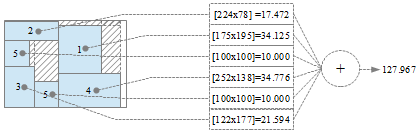 2
[224x78] =17.472
1
[175x195]=34.125
5
[100x100]=10.000
+
127.967
3
4
[252x138]=34.776
5
[100x100]=10.000
[122x177]=21.594